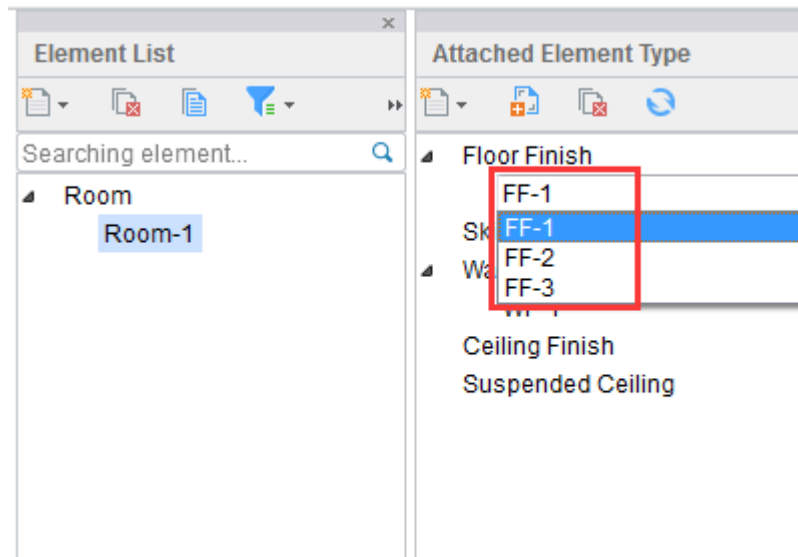 Element List
Searching element...
Room
Room-1
Attached Element Type
Floor Finish
FF-1
FF-1
FF-2
FF-3
Ceiling Finish
Suspended Ceiling